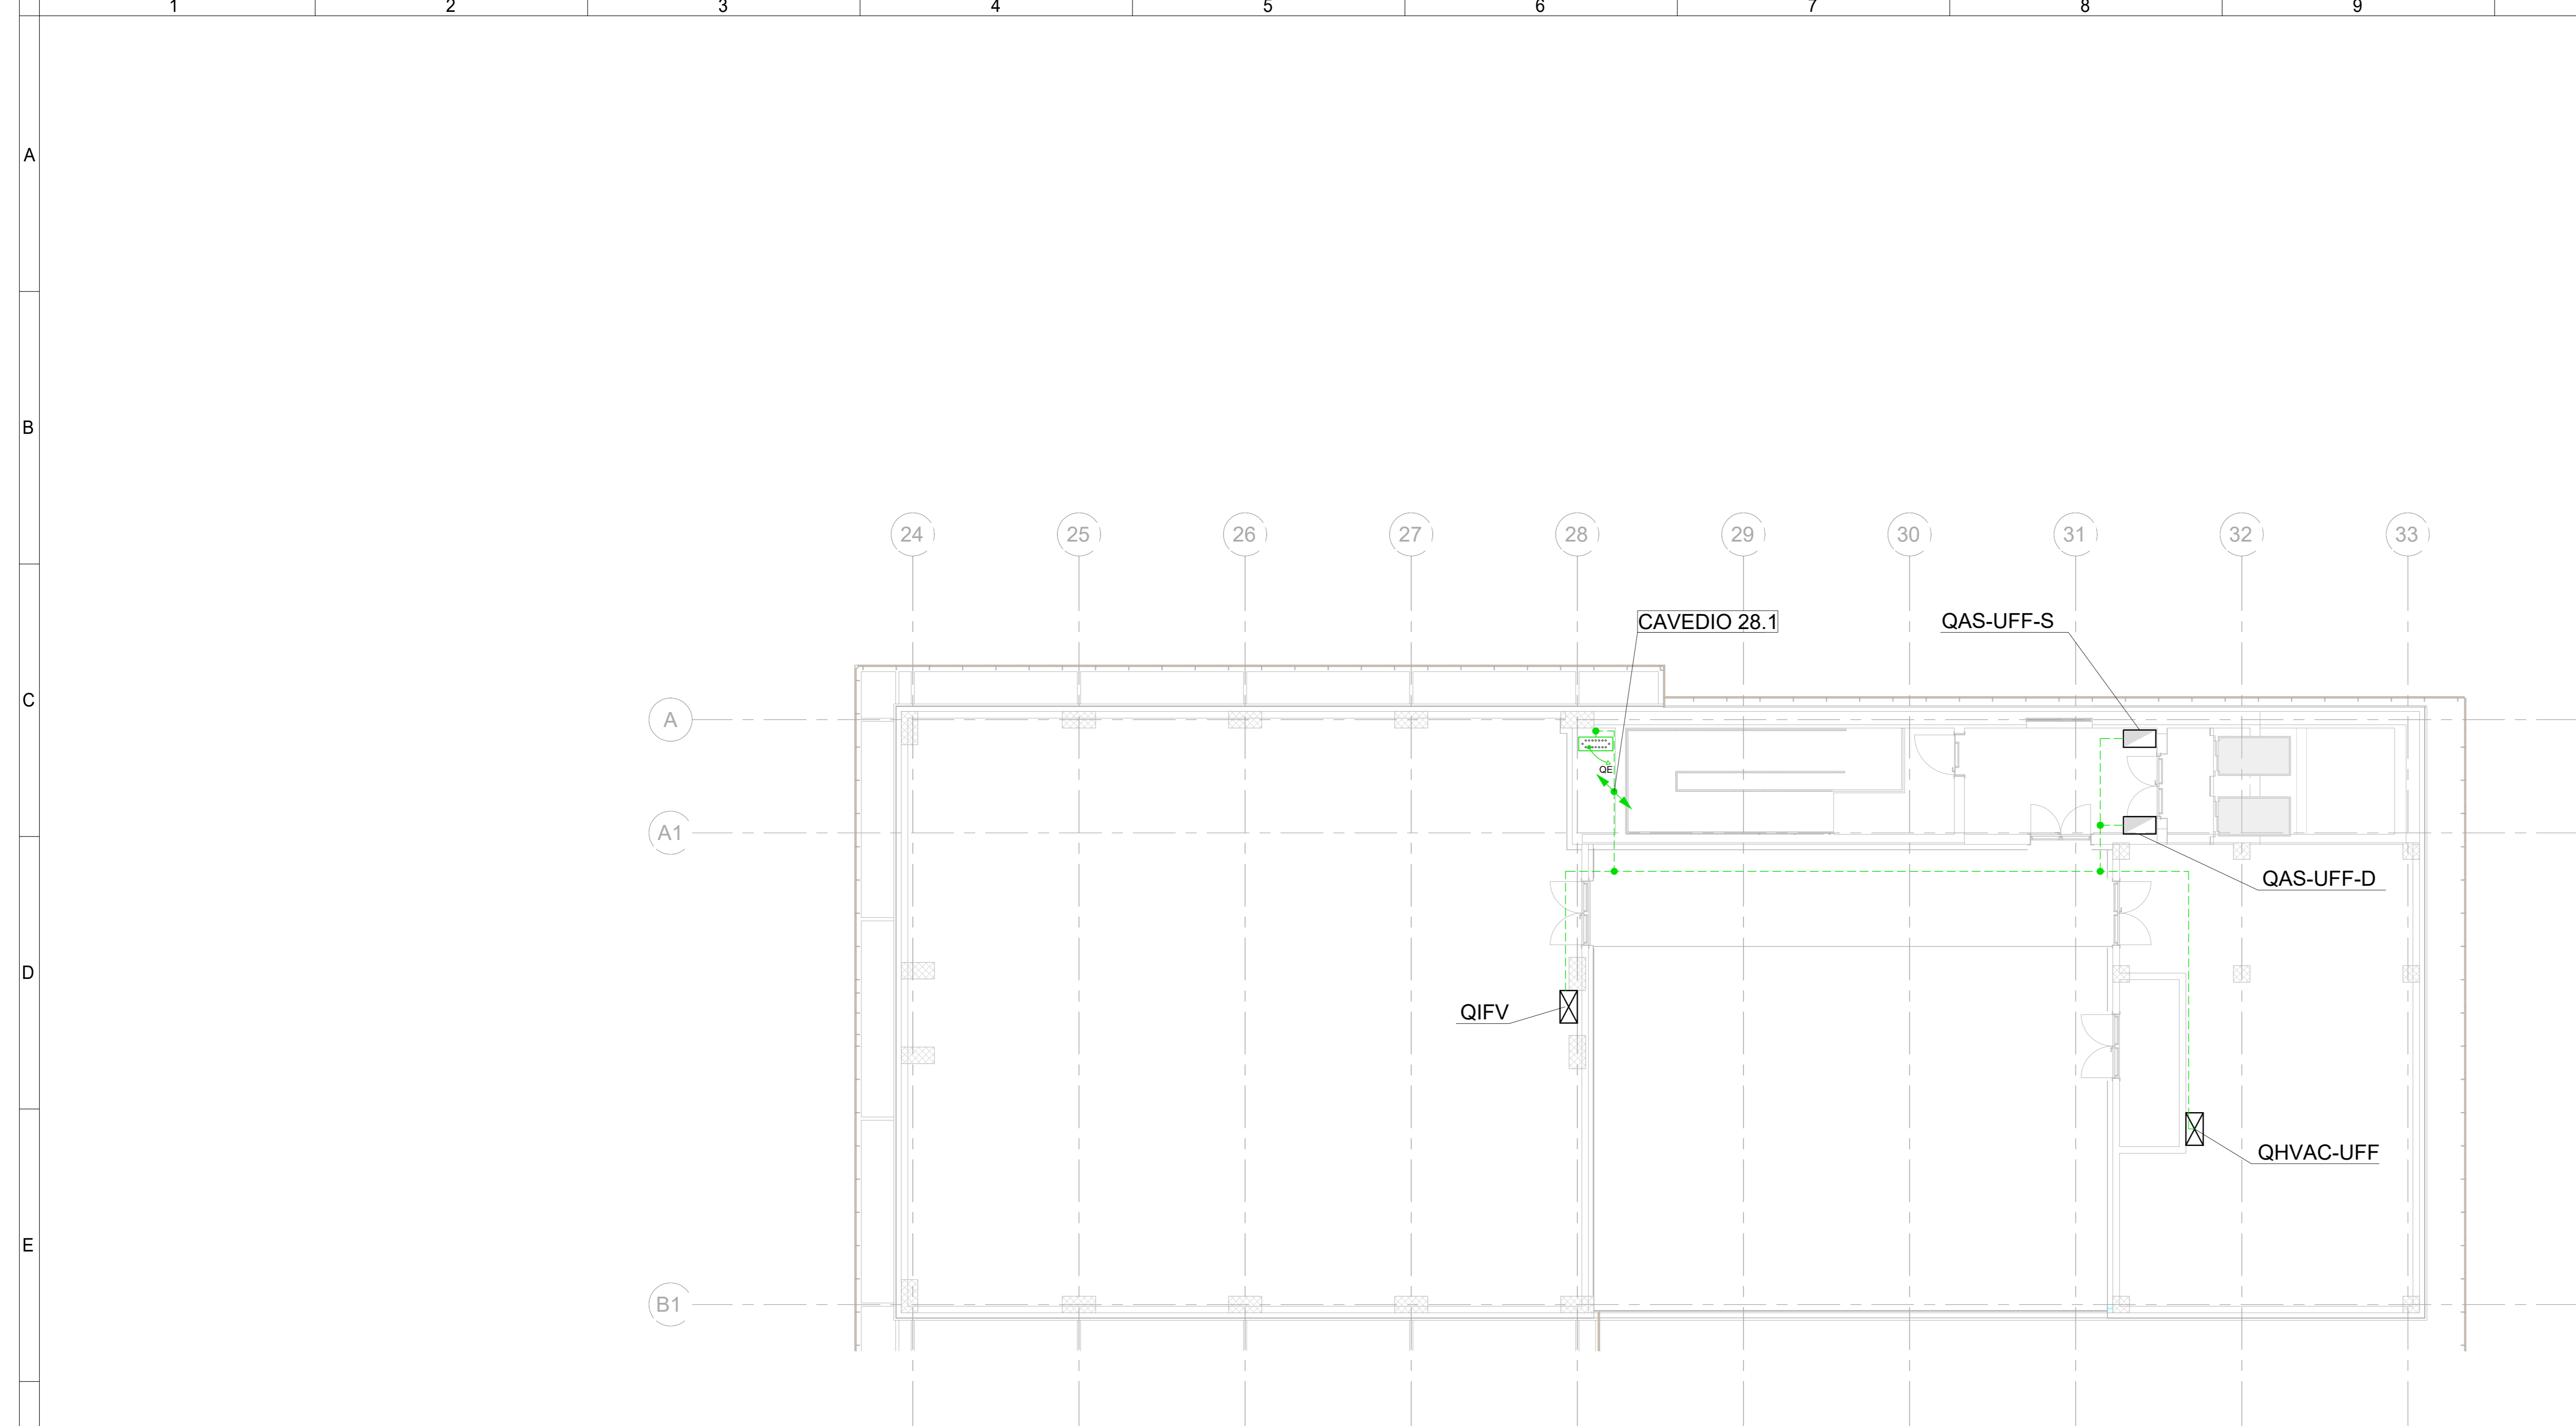 1 2 3 4 5 6 7 8 9
A
B
24 25 26 27 28 29 30 31 32 33
CAVEDIO 28.1
QAS-UFF-S
C
A
QE
A1
QAS-UFF-D
D
QIFV
QHVAC-UFF
E
B1